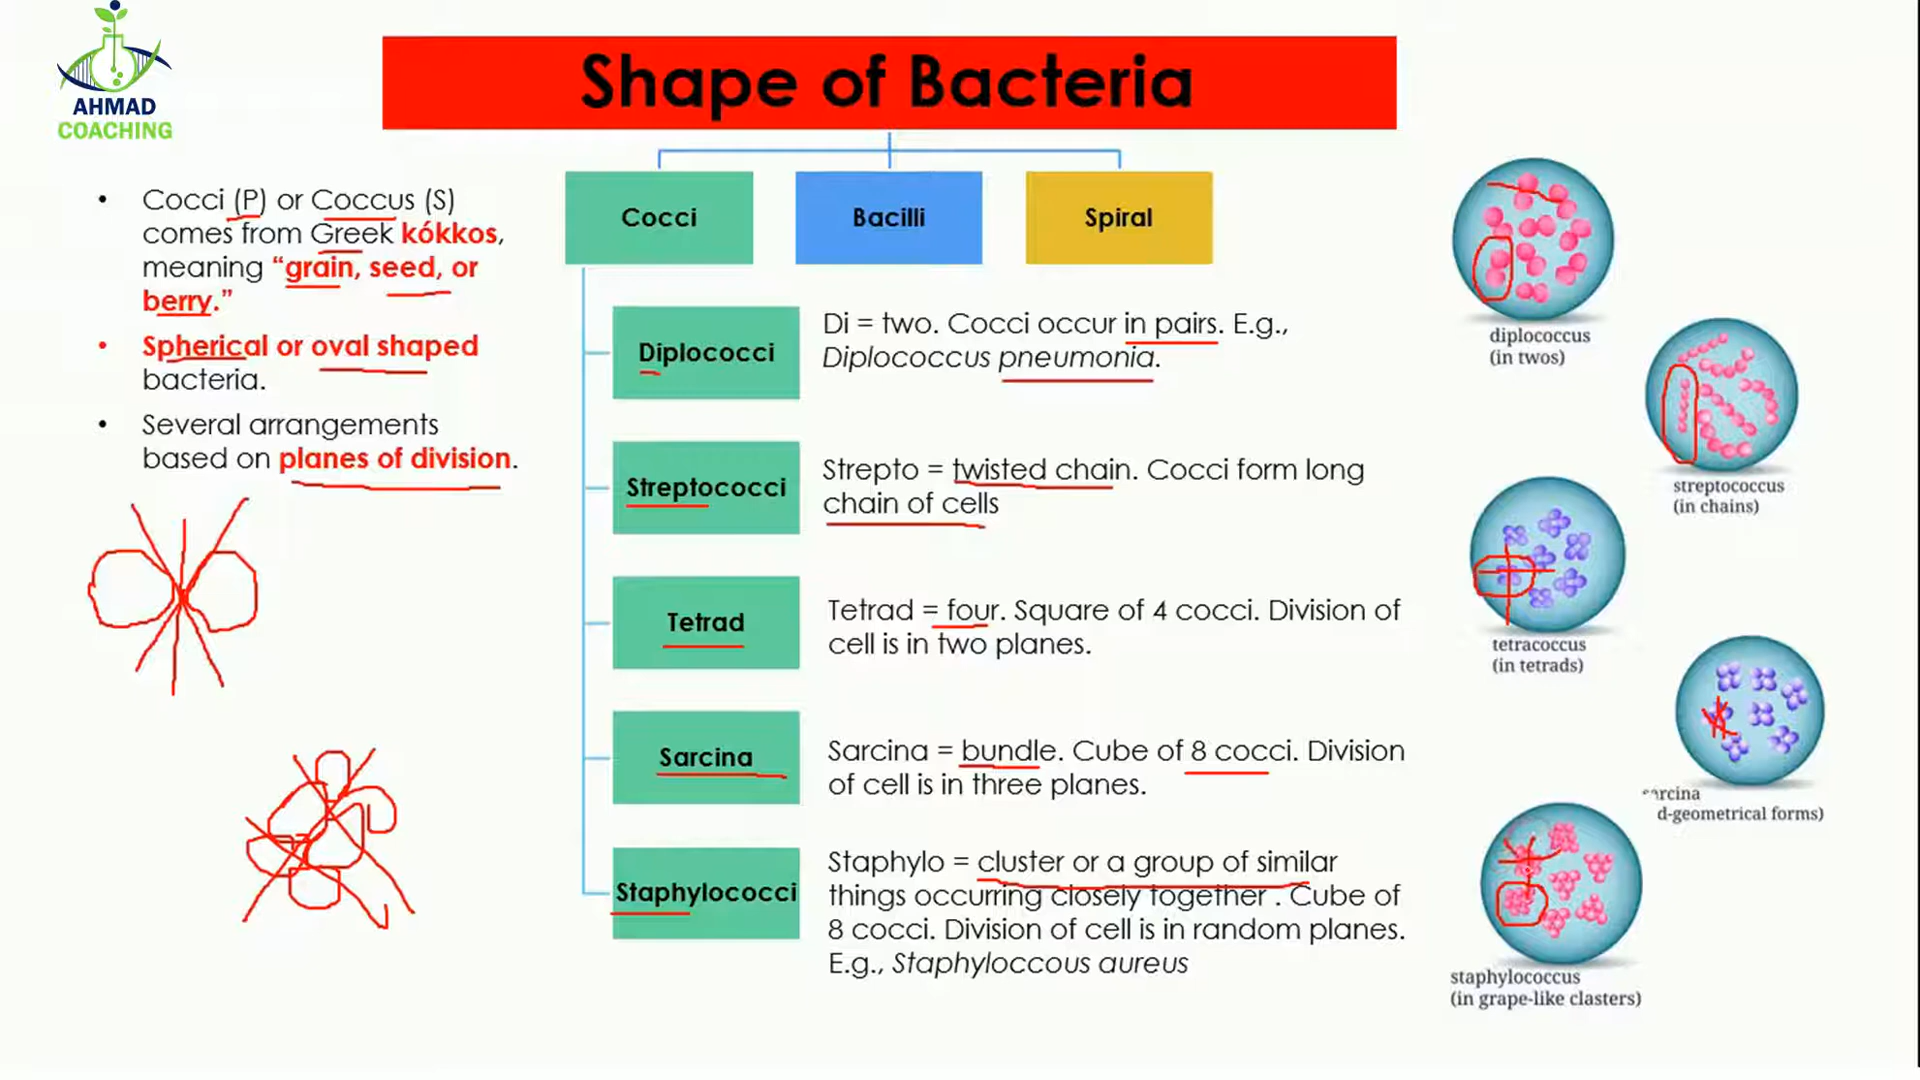 AHMAD
COACHING
Shape of Bacteria
Cocci
Bacilli
Spiral
• Cocci (P) or Coccus (S)
comes from Greek kókkos,
meaning “grain, seed, or
berry.”
• Spherical or oval shaped
bacteria.
• Several arrangements
based on planes of division.
Diplococci
Di = two. Cocci occur in pairs. E.g.,
Diplococcus pneumonia.
Streptococci
Strepto = twisted chain. Cocci form long
chain of cells
Tetrad
Tetrad = four. Square of 4 cocci. Division of
cell is in two planes.
Sarcina
Sarcina = bundle. Cube of 8 cocci. Division
of cell is in three planes.
Staphylococci
Staphylo = cluster or a group of similar
things occurring closely together . Cube of
8 cocci. Division of cell is in random planes.
E.g., Staphyloccous aureus
diplococcus
(in twos)
streptococcus
(in chains)
tetracoccus
(in tetrads)
arcina
d-geometrical forms)
staphylococcus
(in grape-like clasters)